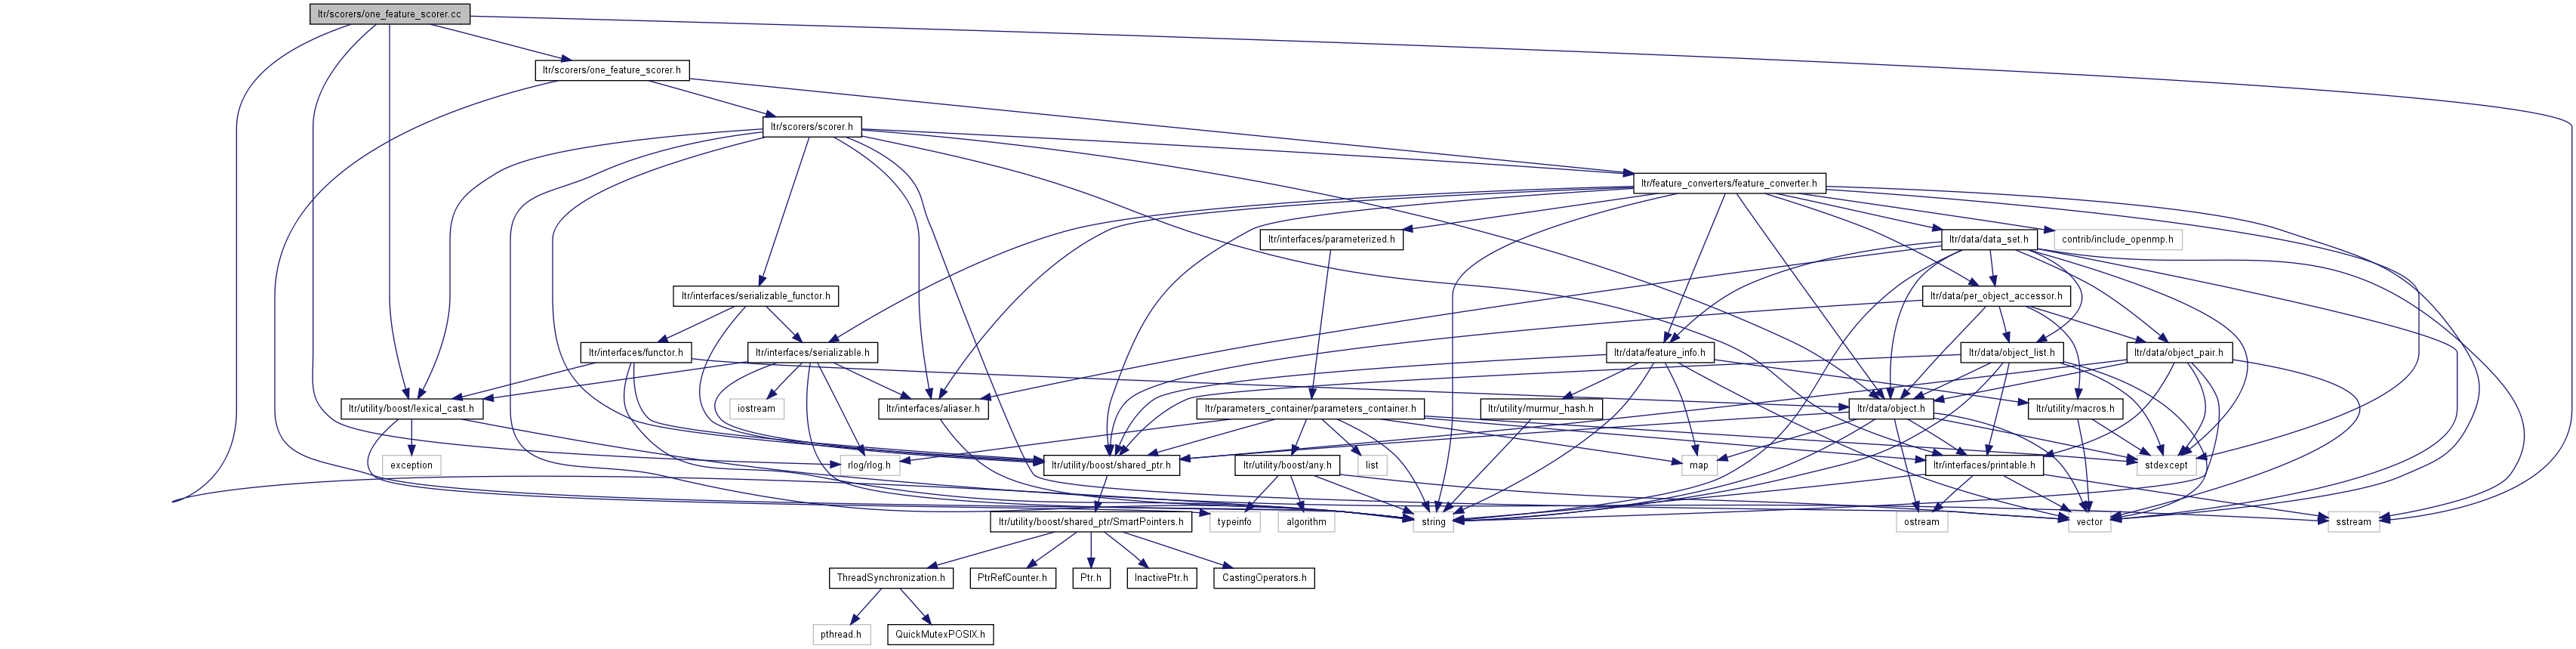 ltr/scorers/one_feature_scorer.cc
ltr/scorers/one_feature_scorer.h
ltr/scorers/scorer.h
ltr/feature_converters/feature_converter.h
ltr/interfaces/parameterized.h
ltr/data/data_set.h
contrib/include_openmp.h
ltr/interfaces/serializable_functor.h
ltr/data/per_object_accessor.h
ltr/interfaces/functor.h
ltr/interfaces/serializable.h
ltr/data/feature_info.h
ltr/data/object_list.h
ltr/data/object_pair.h
ltr/utility/boost/lexical_cast.h
iostream
ltr/interfaces/aliaser.h
ltr/parameters_container/parameters_container.h
ltr/utility/murmur_hash.h
ltr/data/object.h
ltr/utility/macros.h
exception
rlog/rlog.h
ltr/utility/boost/shared_ptr.h
ltr/utility/boost/any.h
list
map
ltr/interfaces/printable.h
stdexcept
ltr/utility/boost/shared_ptr/SmartPointers.h
typeinfo
algorithm
string
ostream
vector
sstream
ThreadSynchronization.h
PtrRefCounter.h
Ptr.h
InactivePtr.h
CastingOperators.h
pthread.h
QuickMutexPOSIX.h